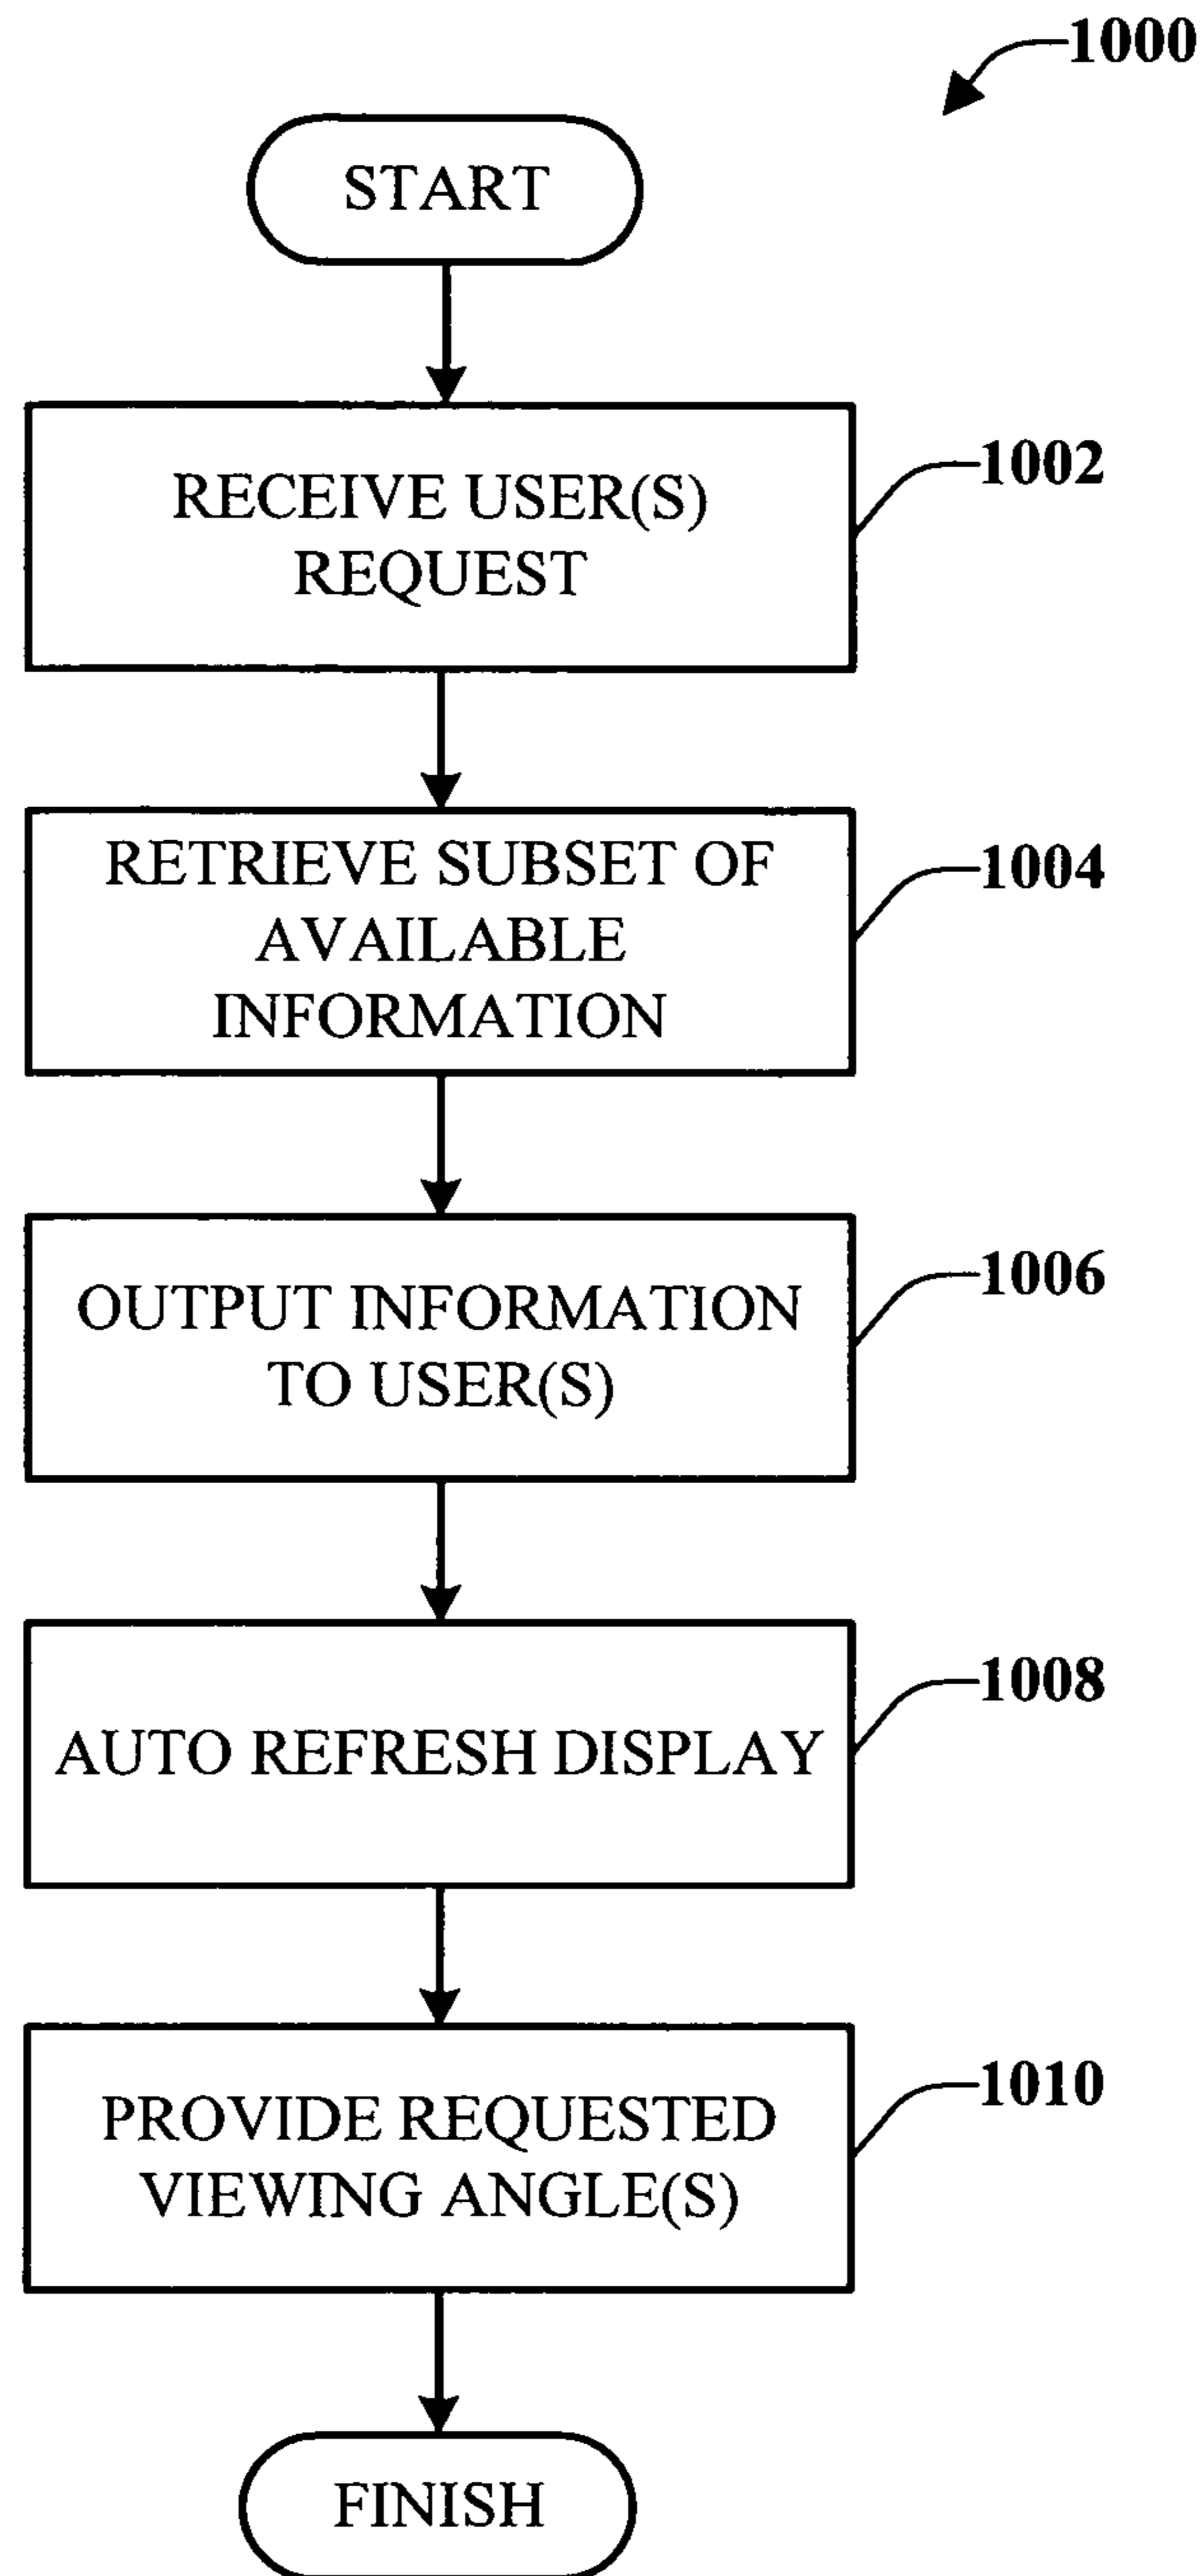 1000
START
RECEIVE USER(S)
REQUEST
1002
RETRIEVE SUBSET OF
AVAILABLE
INFORMATION
1004
OUTPUT INFORMATION
TO USER(S)
1006
AUTO REFRESH DISPLAY
1008
PROVIDE REQUESTED
VIEWING ANGLE(S)
1010
FINISH